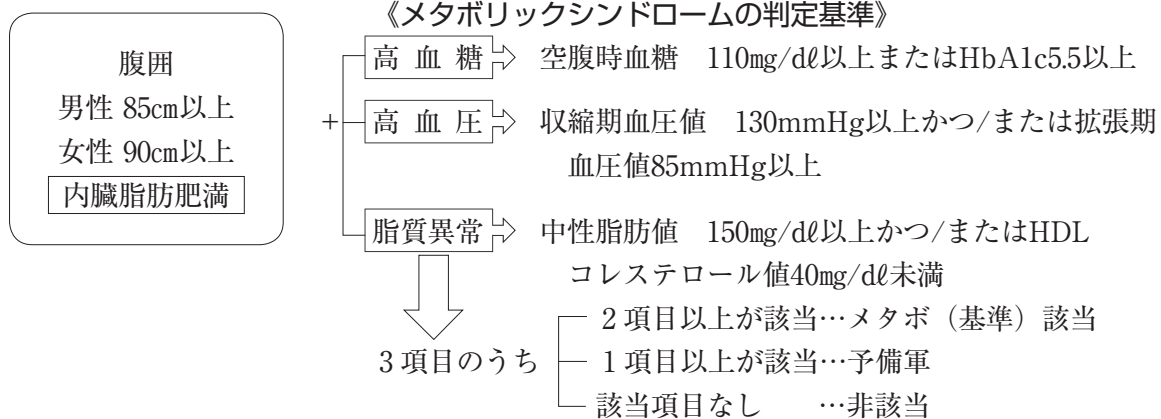 《メタボリックシンドロームの判定基準》
腹囲
男性 85㎝以上
女性 90㎝以上
内臓脂肪肥満
+
高血糖 空腹時血糖 110㎎/dℓ以上またはHbA1c5.5以上
高血圧 収縮期血圧値 130mmHg以上かつ/または拡張期
血圧値85mmHg以上
脂質異常 中性脂肪値 150㎎/dℓ以上かつ/またはHDL
コレステロール値40㎎/dℓ未満
3項目のうち
2項目以上が該当…メタボ（基準）該当
1項目以上が該当…予備軍
該当項目なし …非該当